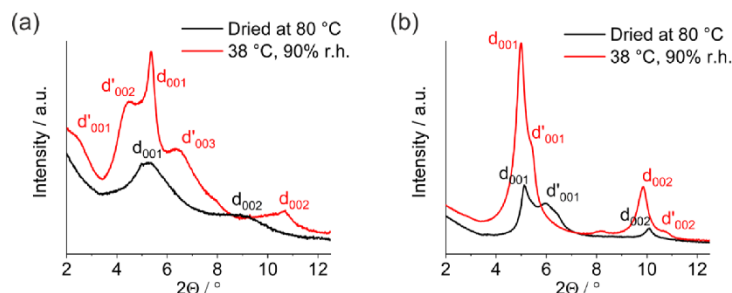 (a)
Dried at 80 °C
38 °C, 90% r.h.
d'001
d'002
d001
d'003
d001
d002
d002
Intensity / a.u.
2 4 6 8 10 12
2Θ / °
(b)
Dried at 80 °C
38 °C, 90% r.h.
d001
d'001
d001
d'001
d002
d002
d'002
Intensity / a.u.
2 4 6 8 10 12
2Θ / °